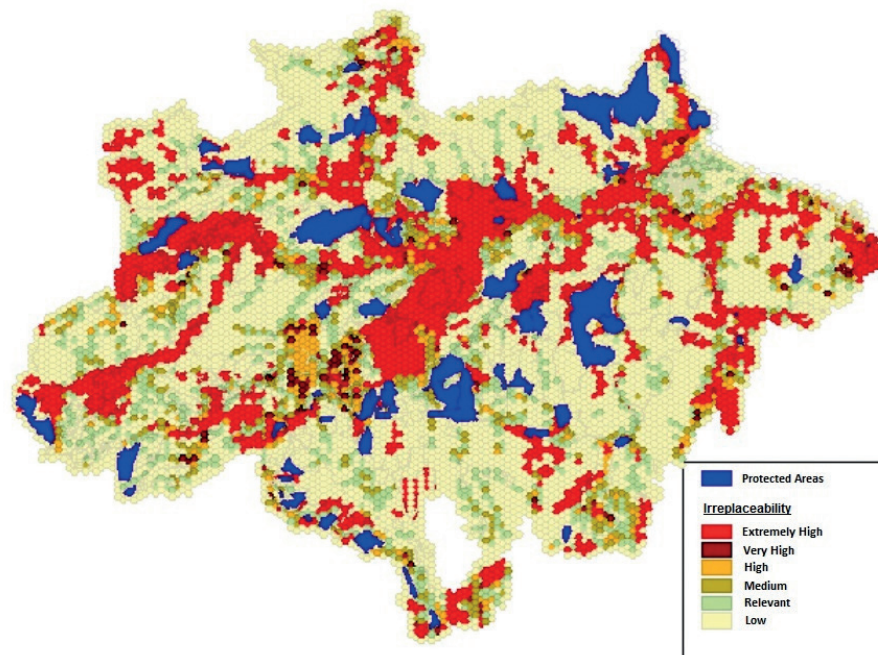 Protected Areas
Irreplaceability
Extremely High
Very High
High
Medium
Relevant
Low